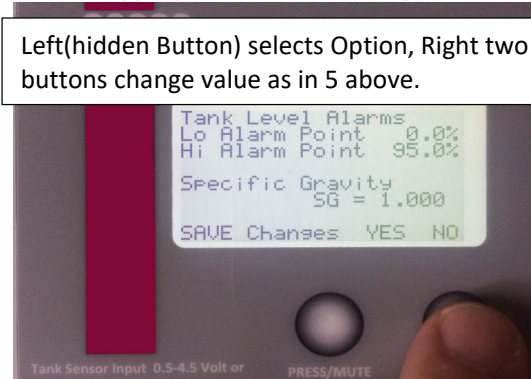 Left(hidden Button) selects Option, Right two
buttons change value as in 5 above.
Tank Level Alarms
Lo Alarm Point 0.0%
Hi Alarm Point 95.0%
Specific Gravity
SG = 1.000
SAVE Changes YES NO
Tank Sensor Input 0.5-4.5 Volt or
PRESS/MUTE